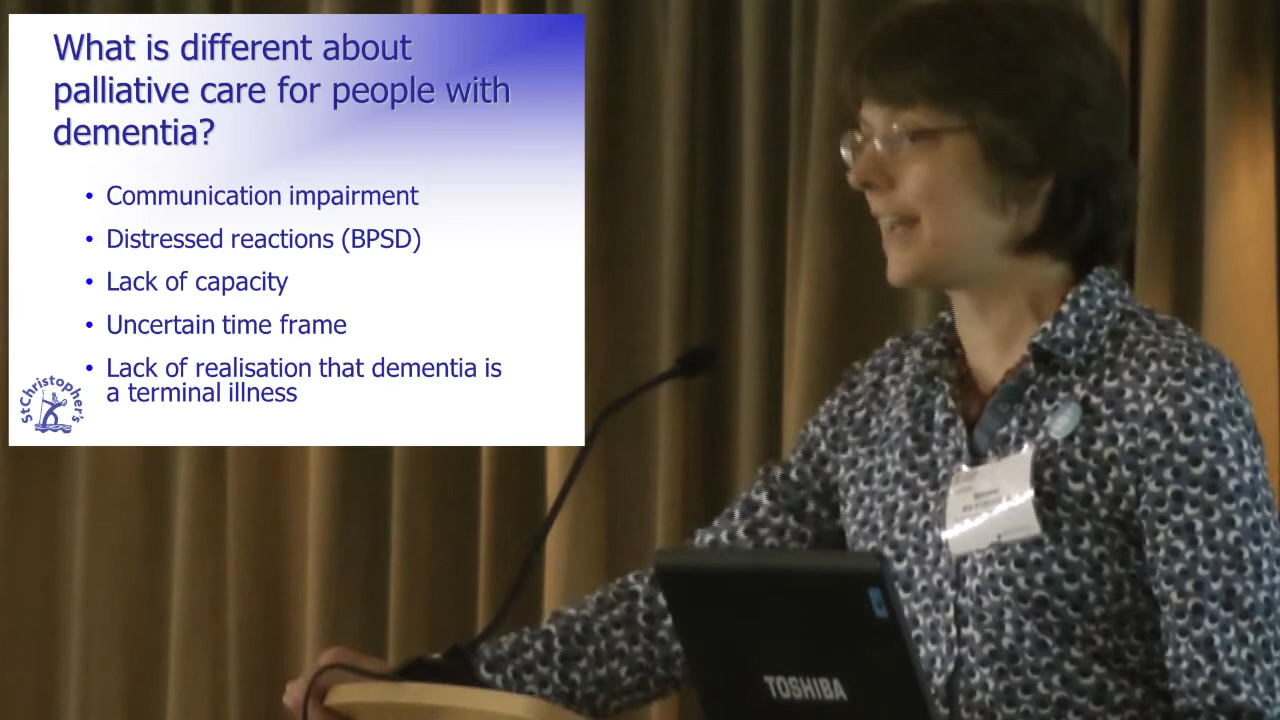 What is different about
palliative care for people with
dementia?
• Communication impairment
• Distressed reactions (BPSD)
• Lack of capacity
• Uncertain time frame
• Lack of realisation that dementia is
a terminal illness
StChristopher's
TOSHIBA